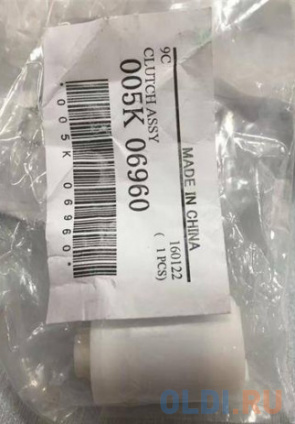 9C
CLUTCH ASSY
005K 06960
*005K 06960*
MADE IN CHINA
160122
( 1 PCS)
OLDI.RU